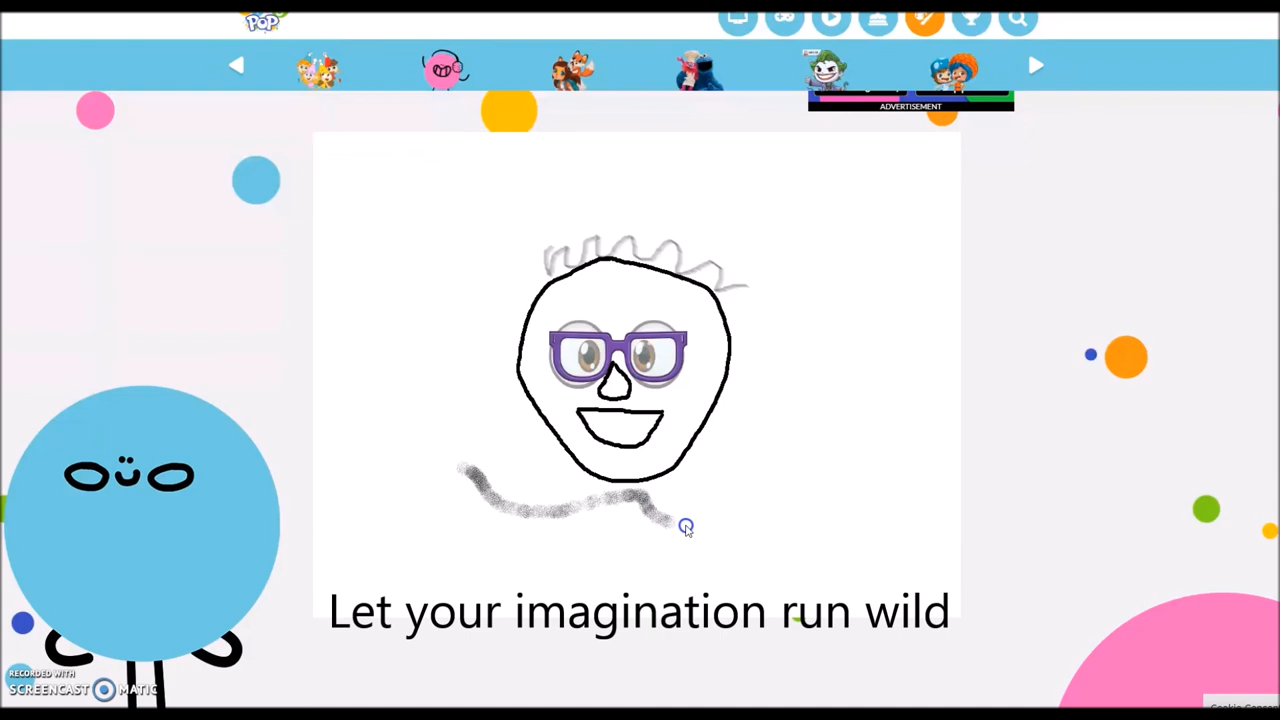 POP
ADVERTISEMENT
Let your imagination run wild
RECORDED WITH
SCREENCAST MATIC